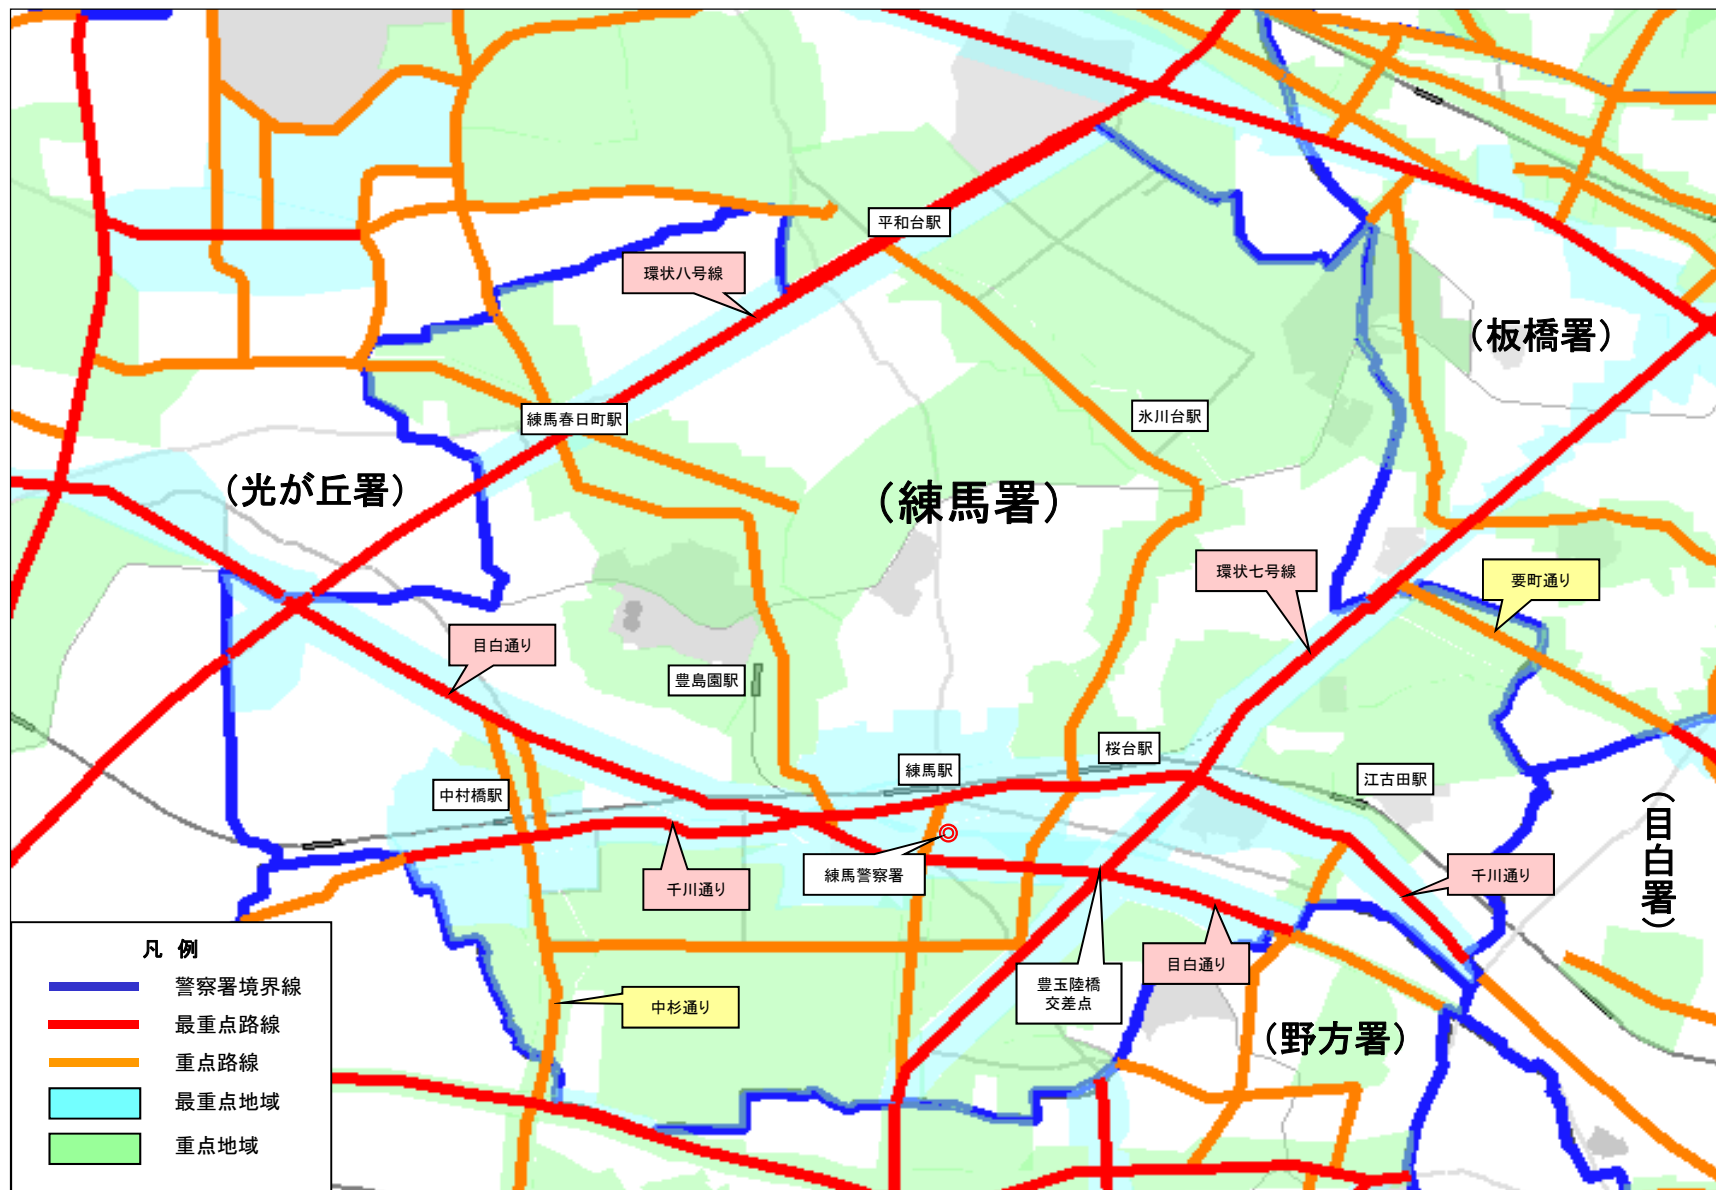 平和台駅
環状八号線
（板橋署）
練馬春日町駅
氷川台駅
（光が丘署）
（練馬署）
環状七号線
要町通り
目白通り
豊島園駅
桜台駅
練馬駅
江古田駅
中村橋駅
（目白署）
練馬警察署
千川通り
千川通り
目白通り
豊玉陸橋
交差点
中杉通り
（野方署）
凡 例
警察署境界線
最重点路線
重点路線
最重点地域
重点地域